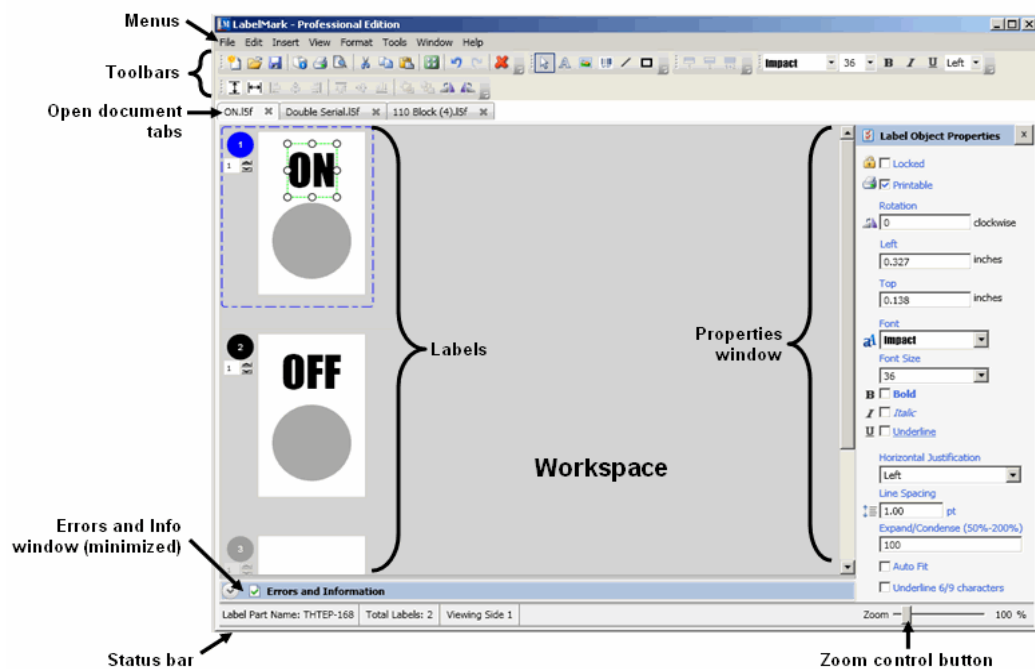 LabelMark - Professional Edition
Menus
File Edit Insert View Format Tools Window Help
Toolbars
Impact 36 B I U Left
Open document
tabs
ON.l5f Double Serial.l5f 110 Block (4).l5f
Label Object Properties
1
1
ON
Locked
Printable
Rotation
0 clockwise
Left
0.327 inches
Top
0.138 inches
2
1
OFF
Labels
Properties
window
Font
Impact
Font Size
36
B Bold
I Italic
U Underline
Workspace
Horizontal Justification
Left
Line Spacing
1.00 pt
Expand/Condense (50%-200%)
100
Auto Fit
Underline 6/9 characters
Errors and Info
window (minimized)
3
1
Errors and Information
Label Part Name: THTEP-168 Total Labels: 2 Viewing Side 1 Zoom 100 %
Status bar
Zoom control button